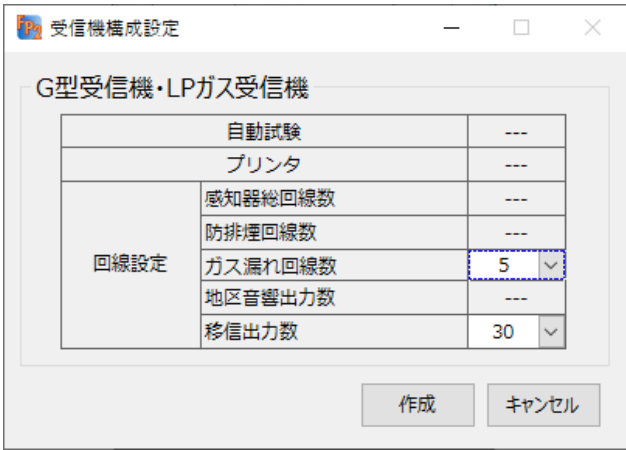 受信機構成設定
G型受信機・LPガス受信機
自動試験 ---
プリンタ ---
回線設定
感知器総回線数 ---
防排煙回線数 ---
ガス漏れ回線数 5
地区音響出力数 ---
移信出力数 30
作成 キャンセル